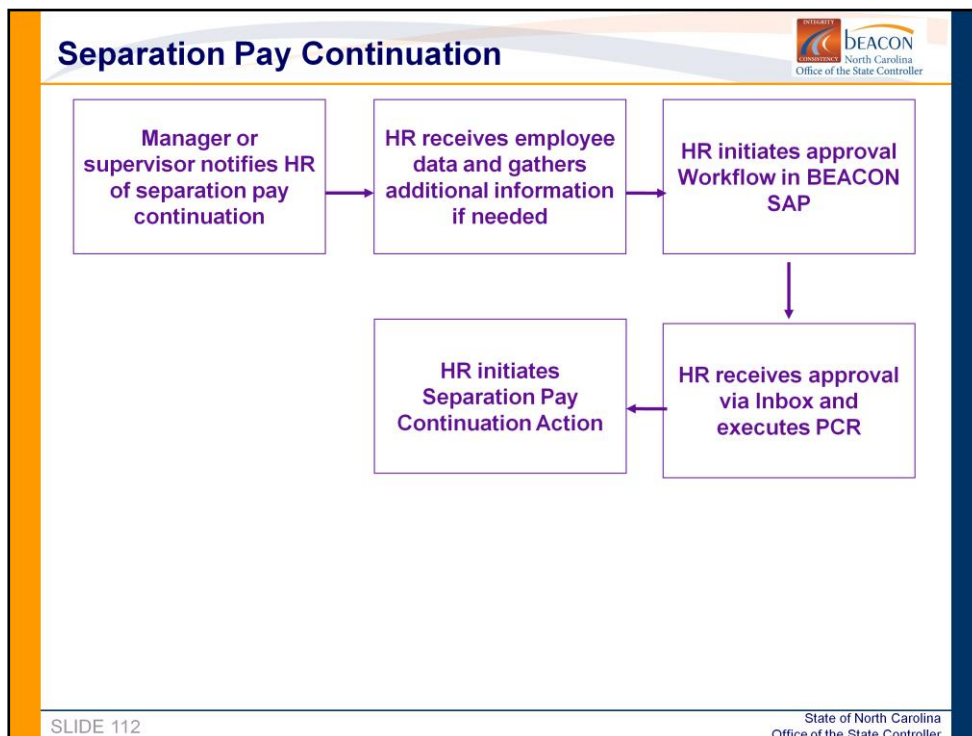 Separation Pay Continuation
INTEGRITY
CONSISTENCY
bEACON
North Carolina
Office of the State Controller
Manager or
supervisor notifies HR
of separation pay
continuation
HR receives employee
data and gathers
additional information
if needed
HR initiates approval
Workflow in BEACON
SAP
HR initiates
Separation Pay
Continuation Action
HR receives approval
via Inbox and
executes PCR
SLIDE 112
State of North Carolina
Office of the State Controller